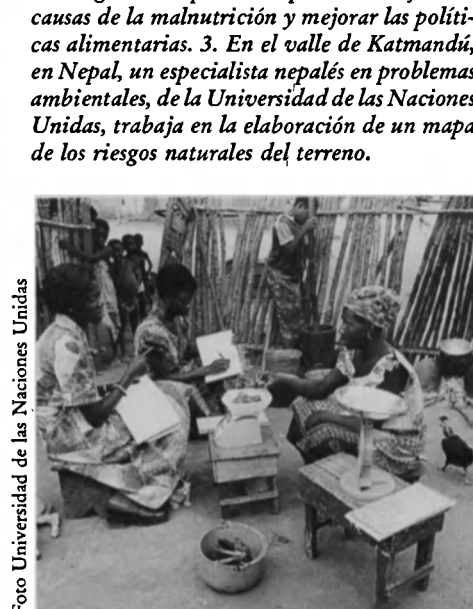 causas de la malnutrición y mejorar las políti-
cas alimentarias. 3. En el valle de Katmandú,
en Nepal, un especialista nepalés en problemas
ambientales, de la Universidad de las Naciones
Unidas, trabaja en la elaboración de un mapa
de los riesgos naturales del terreno.
Foto Universidad de las Naciones Unidas